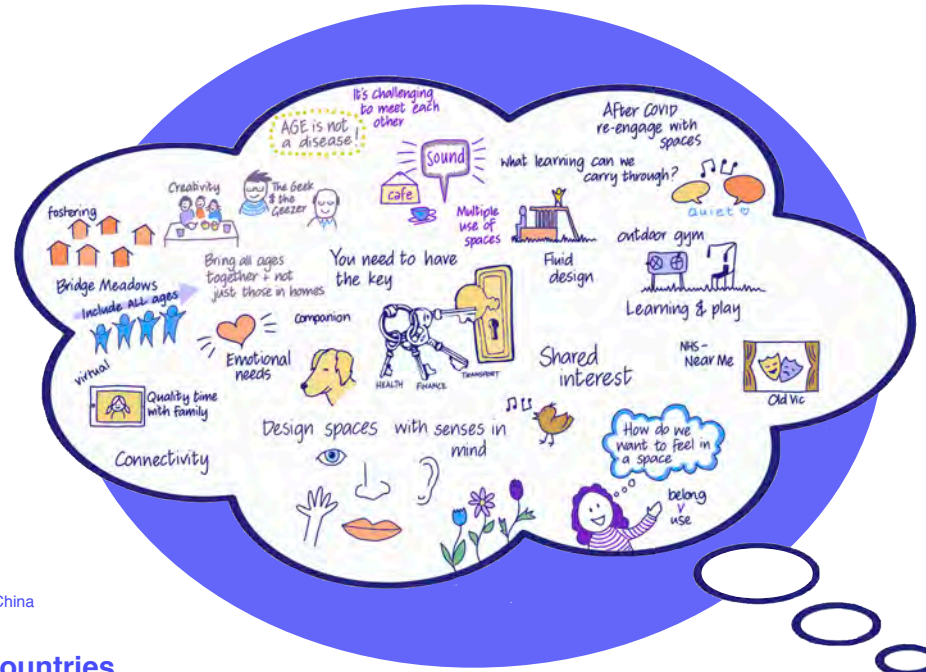 It's challenging
to meet each
other
AGE is not
a disease!
After COVID
re-engage with
spaces
Sound
what learning can we
carry through?
cafe
Creativity
The Geek
& the
Geezer
Multiple
use of
spaces
Quiet
fostering
Bridge Meadows
Include ALL ages
Bring all ages
together + not
just those in homes
You need to have
the key
Fluid
design
outdoor gym
Learning & play
companion
Emotional
needs
HEALTH
FINANCE
TRANSPORT
Shared
interest
NHS -
Near Me
Old Vic
virtual
Quality time
with family
Connectivity
Design spaces with senses in
mind
How do we
want to feel in
a space
belong
v
use
China
ountries